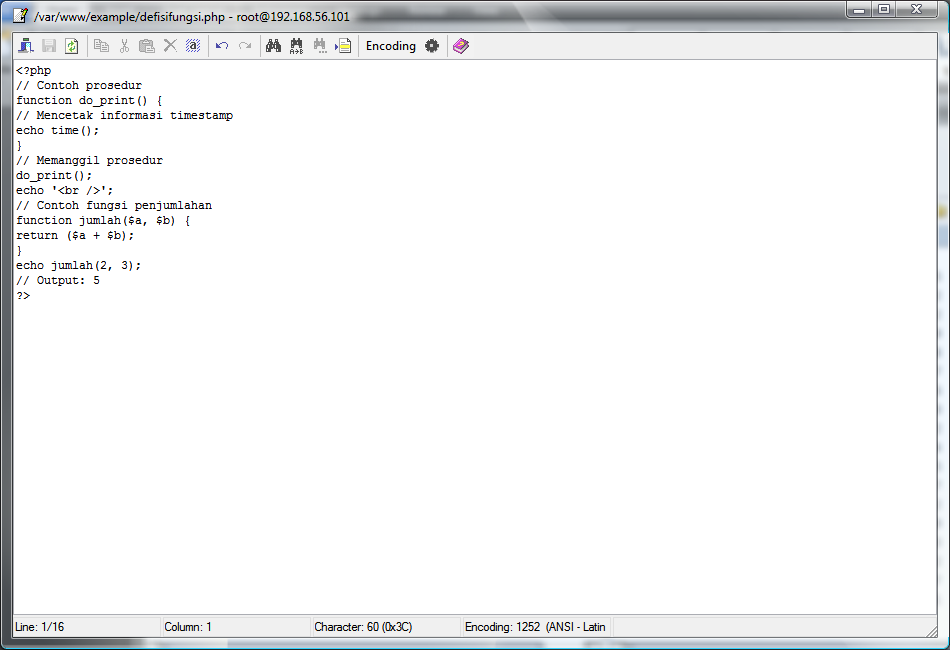 /var/www/example/defisifungsi.php - root@192.168.56.101
Encoding
<?php
// Contoh prosedur
function do_print() {
// Mencetak informasi timestamp
echo time();
}
// Memanggil prosedur
do_print();
echo '<br />';
// Contoh fungsi penjumlahan
function jumlah($a, $b) {
return ($a + $b);
}
echo jumlah(2, 3);
// Output: 5
?>
Line: 1/16 Column: 1 Character: 60 (0x3C) Encoding: 1252 (ANSI - Latin